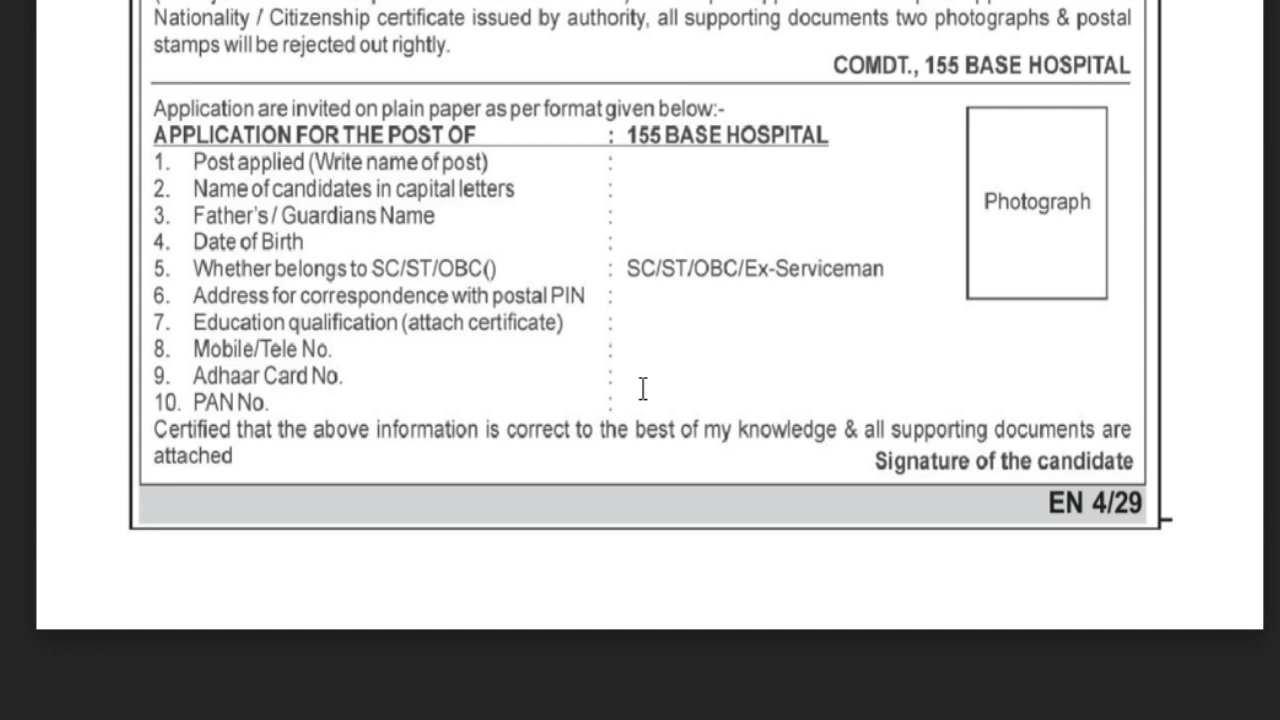 Nationality / Citizenship certificate issued by authority, all supporting documents two photographs & postal
stamps will be rejected out rightly.
COMDT., 155 BASE HOSPITAL
Application are invited on plain paper as per format given below:-
APPLICATION FOR THE POST OF : 155 BASE HOSPITAL
1. Post applied (Write name of post) :
2. Name of candidates in capital letters :
3. Father's / Guardians Name :
4. Date of Birth :
5. Whether belongs to SC/ST/OBC() : SC/ST/OBC/Ex-Serviceman
6. Address for correspondence with postal PIN :
7. Education qualification (attach certificate) :
8. Mobile/Tele No. :
9. Adhaar Card No. :
10. PAN No. :
Photograph
Certified that the above information is correct to the best of my knowledge & all supporting documents are
attached
Signature of the candidate
EN 4/29